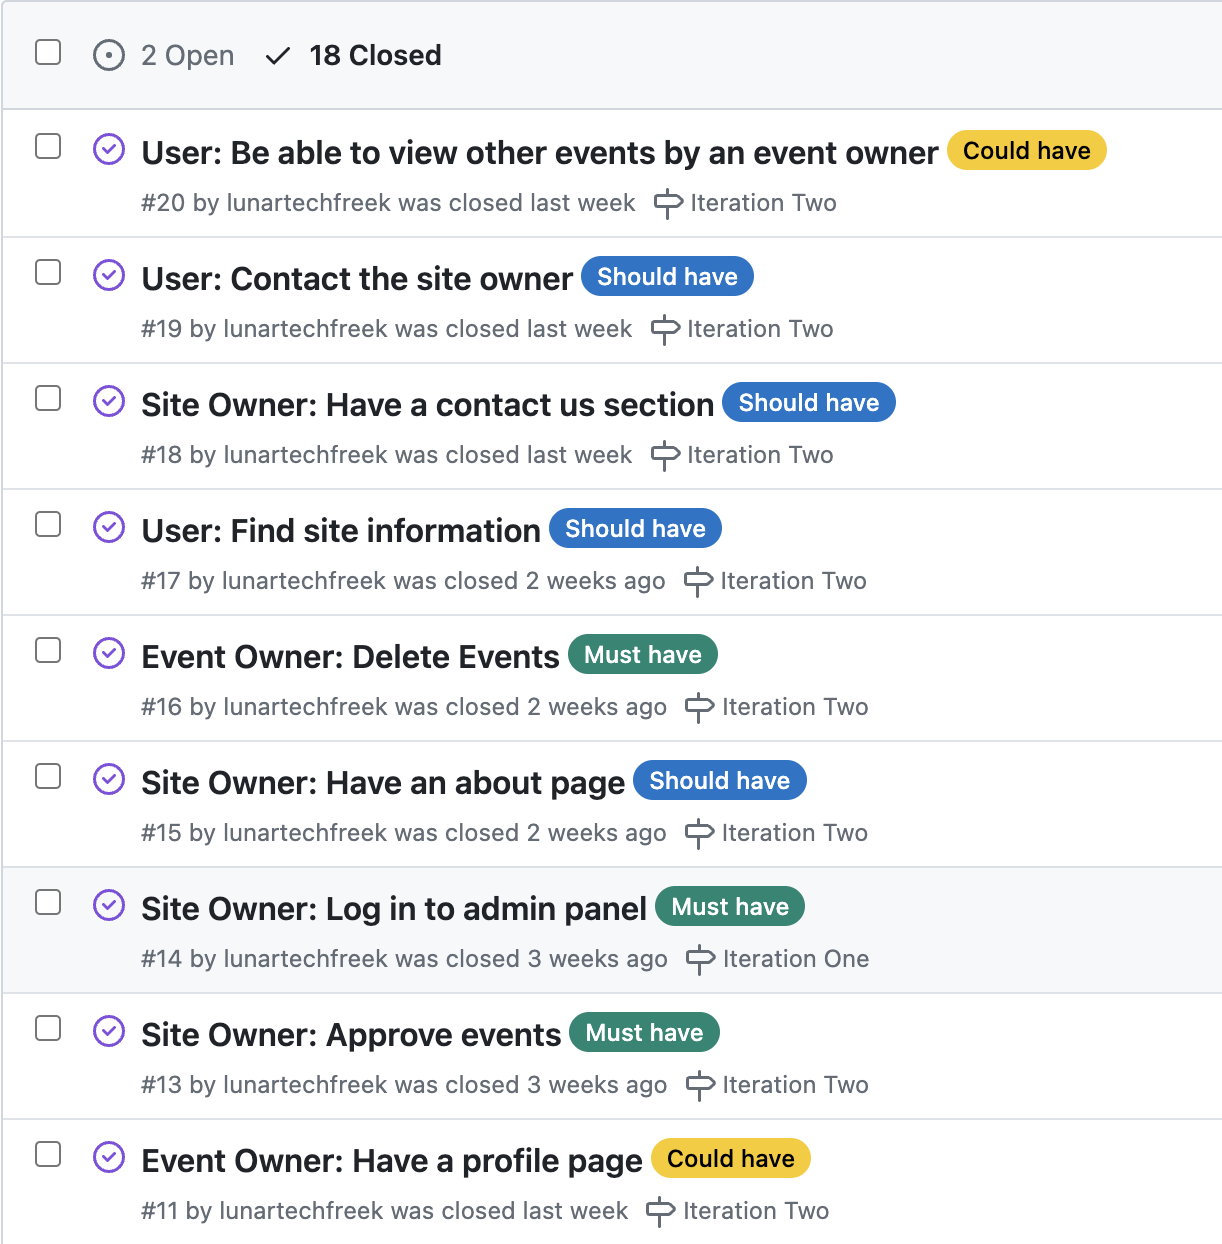 2 Open 18 Closed
User: Be able to view other events by an event owner Could have
#20 by lunartechfreek was closed last week Iteration Two
User: Contact the site owner Should have
#19 by lunartechfreek was closed last week Iteration Two
Site Owner: Have a contact us section Should have
#18 by lunartechfreek was closed last week Iteration Two
User: Find site information Should have
#17 by lunartechfreek was closed 2 weeks ago Iteration Two
Event Owner: Delete Events Must have
#16 by lunartechfreek was closed 2 weeks ago Iteration Two
Site Owner: Have an about page Should have
#15 by lunartechfreek was closed 2 weeks ago Iteration Two
Site Owner: Log in to admin panel Must have
#14 by lunartechfreek was closed 3 weeks ago Iteration One
Site Owner: Approve events Must have
#13 by lunartechfreek was closed 3 weeks ago Iteration Two
Event Owner: Have a profile page Could have
#11 by lunartechfreek was closed last week Iteration Two